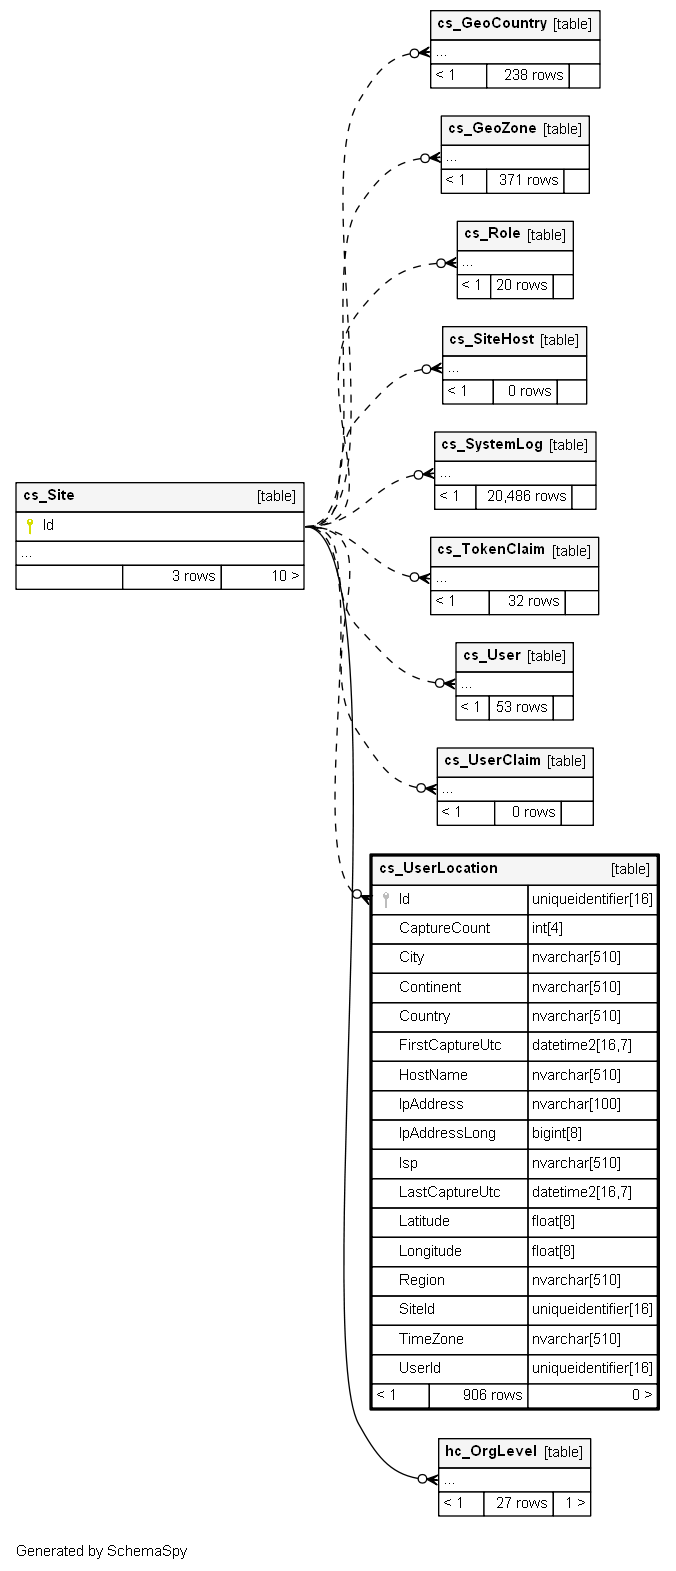 cs_GeoCountry [table]
...
< 1 238 rows
cs_GeoZone [table]
...
< 1 371 rows
cs_Role [table]
...
< 1 20 rows
cs_SiteHost [table]
...
< 1 0 rows
cs_SystemLog [table]
...
< 1 20,486 rows
cs_Site [table]
Id
...
3 rows 10 >
cs_TokenClaim [table]
...
< 1 32 rows
cs_User [table]
...
< 1 53 rows
cs_UserClaim [table]
...
< 1 0 rows
cs_UserLocation [table]
Id uniqueidentifier[16]
CaptureCount int[4]
City nvarchar[510]
Continent nvarchar[510]
Country nvarchar[510]
FirstCaptureUtc datetime2[16,7]
HostName nvarchar[510]
IpAddress nvarchar[100]
IpAddressLong bigint[8]
Isp nvarchar[510]
LastCaptureUtc datetime2[16,7]
Latitude float[8]
Longitude float[8]
Region nvarchar[510]
SiteId uniqueidentifier[16]
TimeZone nvarchar[510]
UserId uniqueidentifier[16]
< 1 906 rows 0 >
hc_OrgLevel [table]
...
< 1 27 rows 1 >
Generated by SchemaSpy